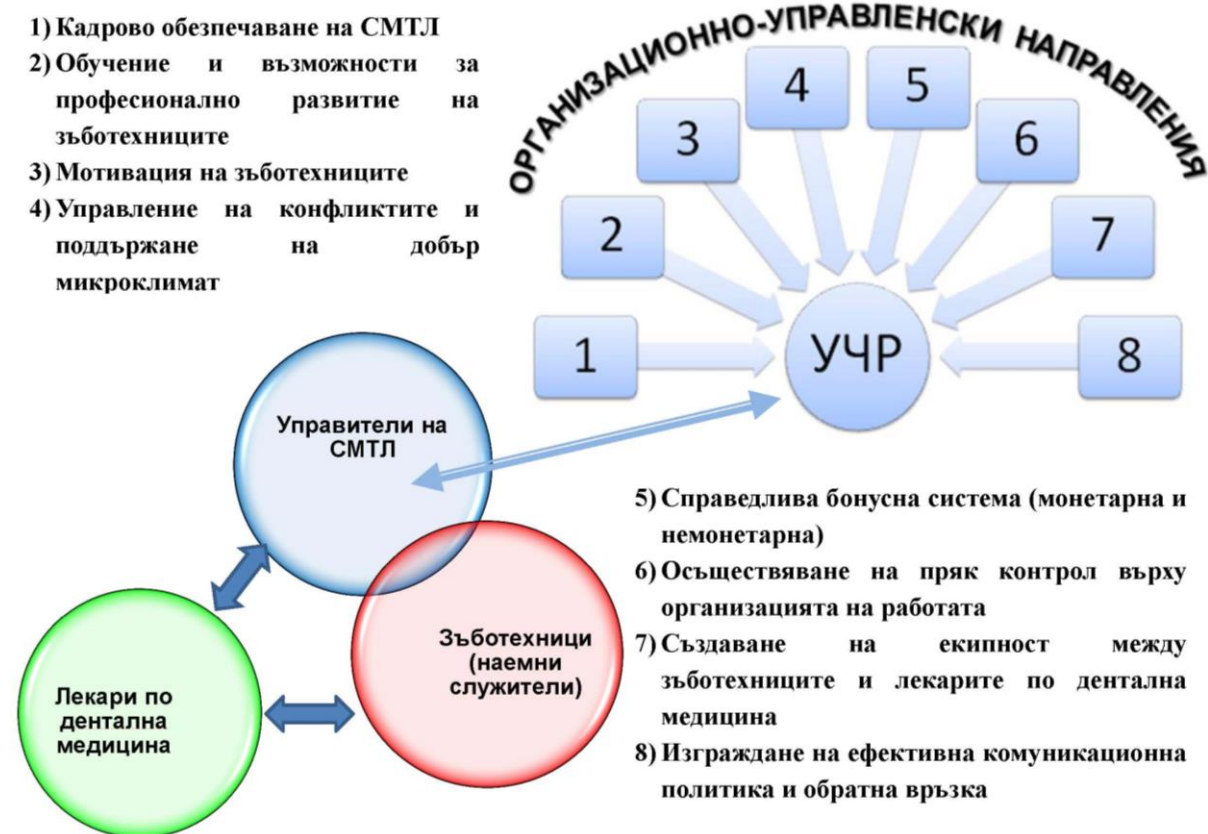 1) Кадрово обезпечаване на СМТЛ
2) Обучение и възможности за
професионално развитие на
зъботехниците
3) Мотивация на зъботехниците
4) Управление на конфликтите и
поддържане на добър
микроклимат
ОРГАНИЗАЦИОННО-УПРАВЛЕНСКИ НАПРАВЛЕНИЯ
1
2
3
4
5
6
7
8
УЧР
Управители на
СМТЛ
Зъботехници
(наемни
служители)
Лекари по
дентална
медицина
5) Справедлива бонусна система (монетарна и
немонетарна)
6) Осъществяване на пряк контрол върху
организацията на работата
7) Създаване на екипност между
зъботехниците и лекарите по дентална
медицина
8) Изграждане на ефективна комуникационна
политика и обратна връзка